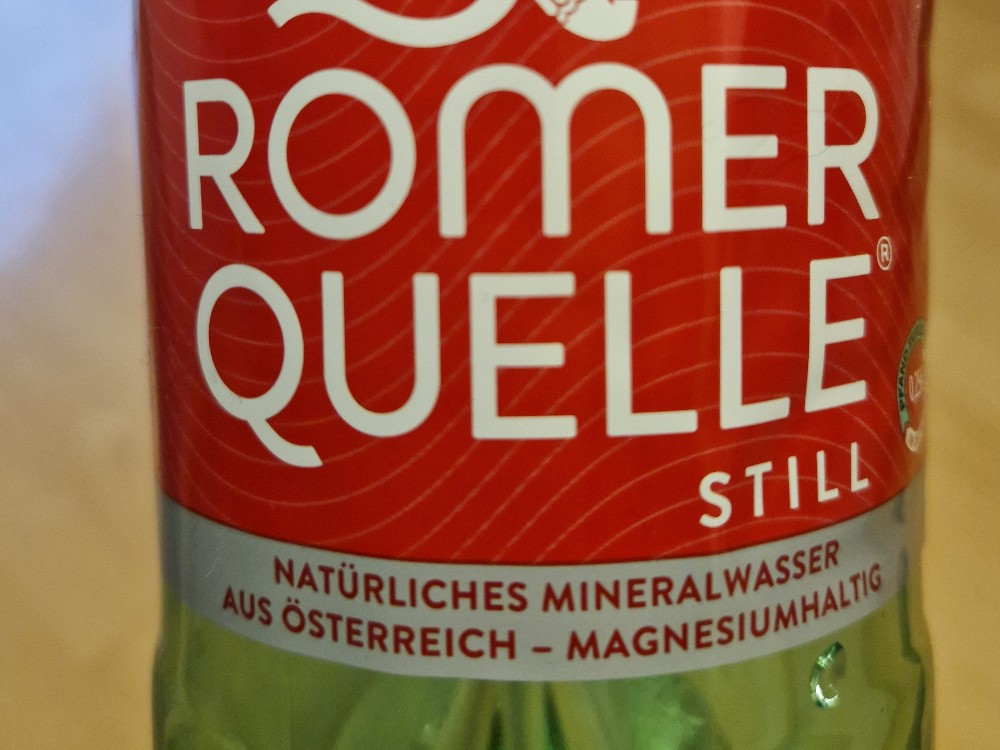 ROMER
QUELLE®
STILL
NATÜRLICHES MINERALWASSER
AUS ÖSTERREICH – MAGNESIUMHALTIG